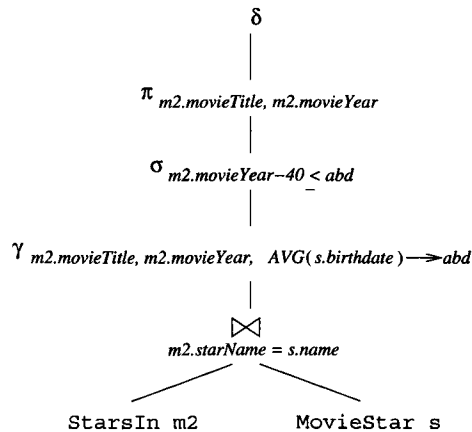 δ
π m2.movieTitle, m2.movieYear
σ m2.movieYear−40 ≤ abd
γ m2.movieTitle, m2.movieYear, AVG(s.birthdate)→abd
⋈
m2.starName = s.name
StarsIn m2 MovieStar s